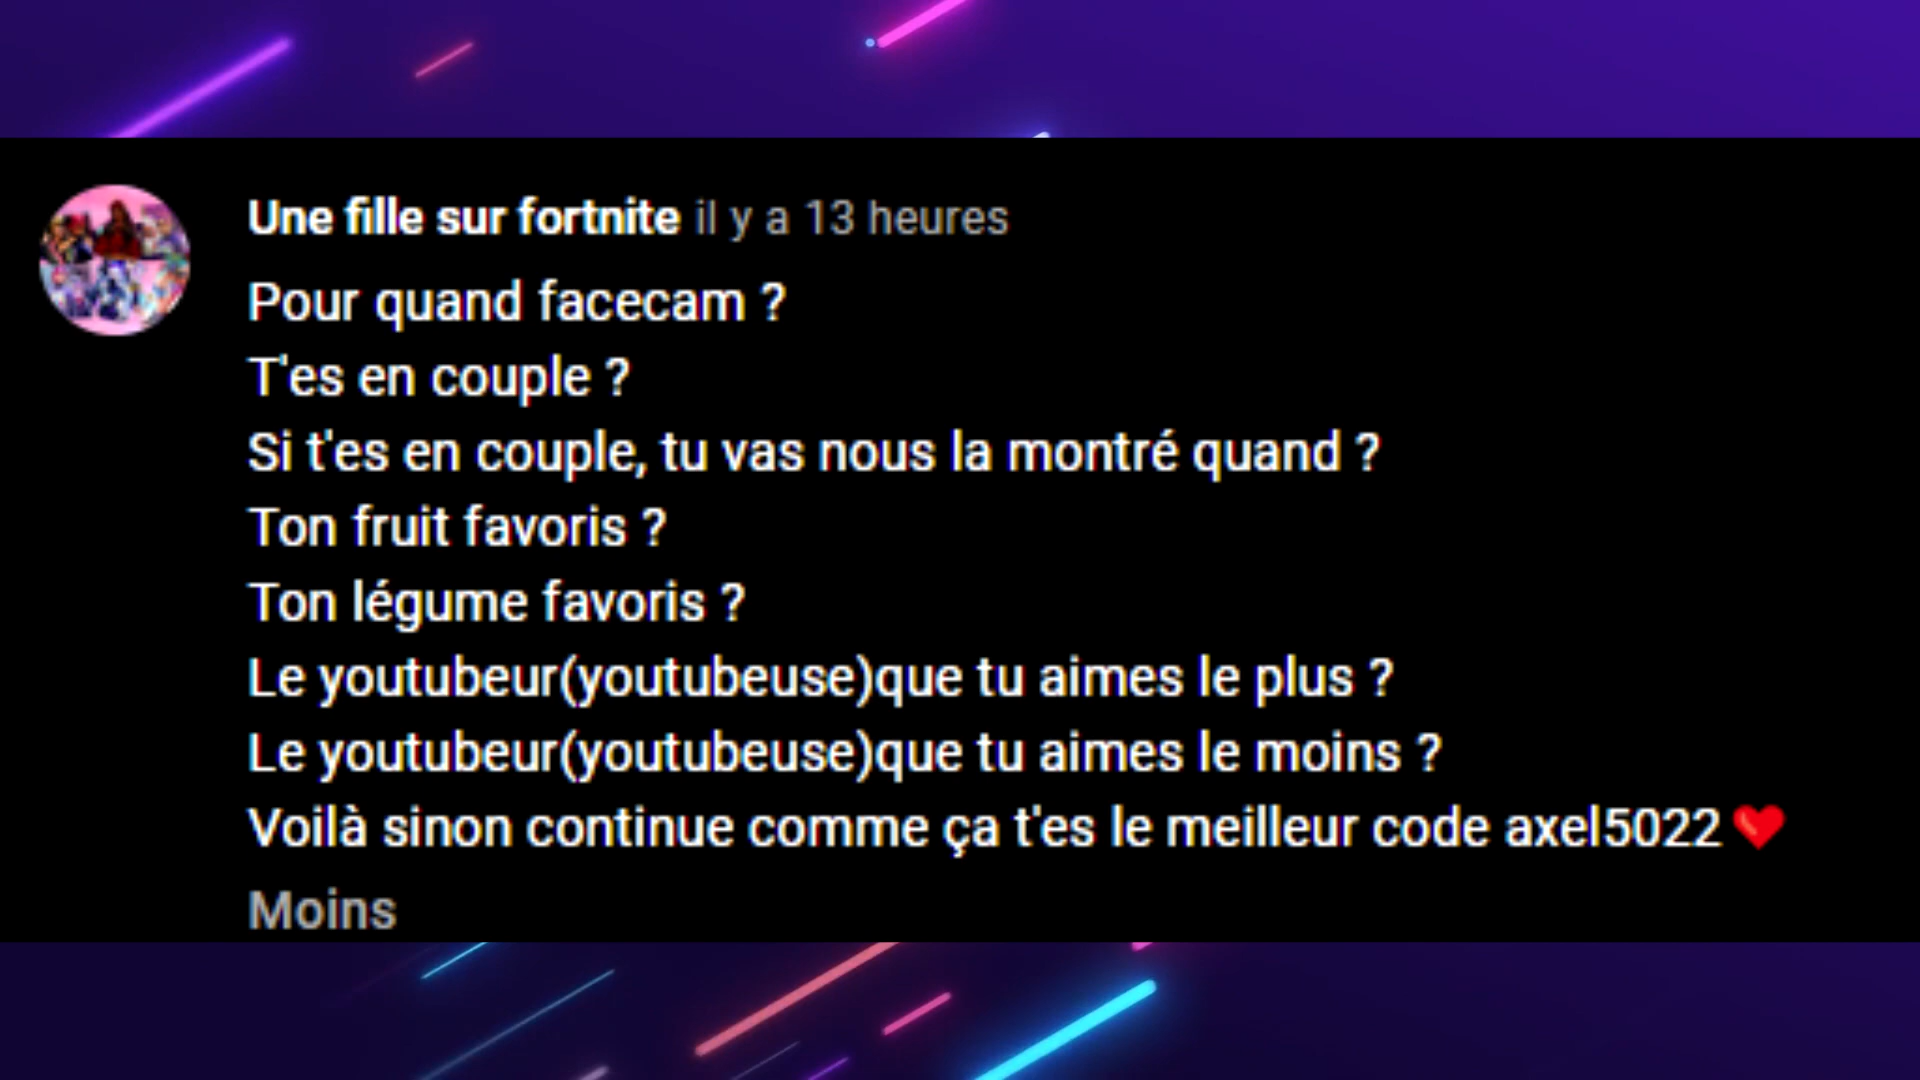 Une fille sur fortnite il y a 13 heures
Pour quand facecam ?
T'es en couple ?
Si t'es en couple, tu vas nous la montré quand ?
Ton fruit favoris ?
Ton légume favoris ?
Le youtubeur(youtubeuse)que tu aimes le plus ?
Le youtubeur(youtubeuse)que tu aimes le moins ?
Voilà sinon continue comme ça t'es le meilleur code axel5022 ❤️
Moins